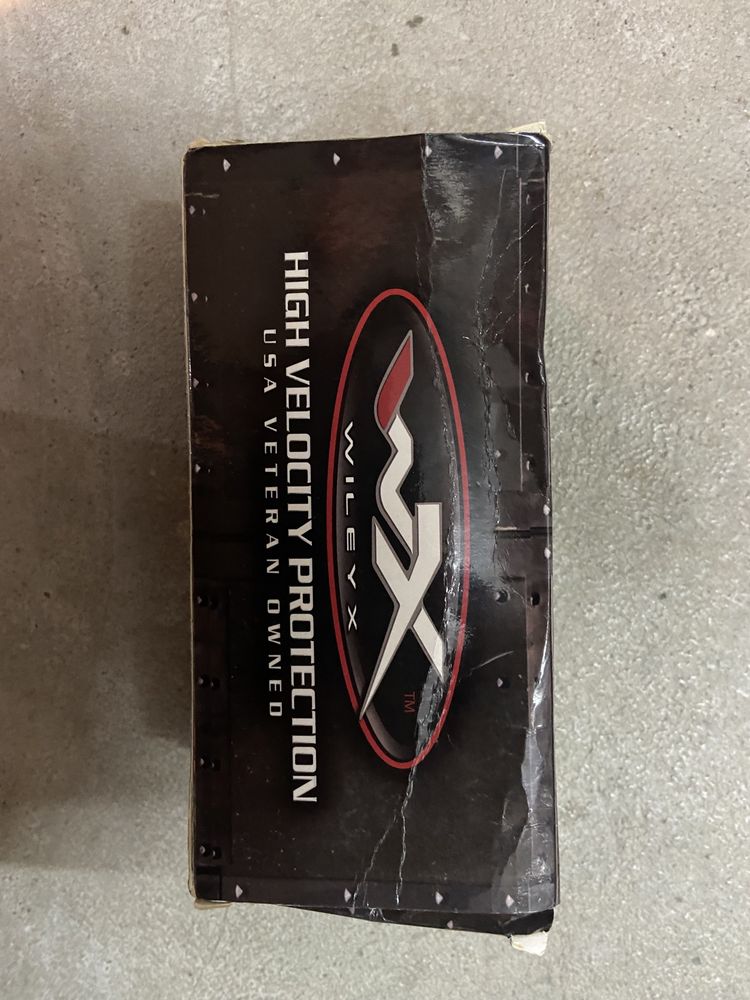 WX
TM
WILEY X
HIGH VELOCITY PROTECTION
USA VETERAN OWNED